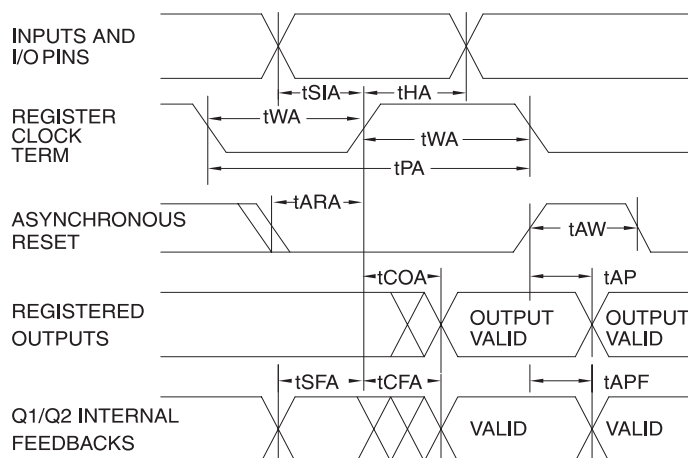 INPUTS AND
I/O PINS
tSIA
tHA
REGISTER
CLOCK
TERM
tWA
tWA
tPA
ASYNCHRONOUS
RESET
tARA
tAW
REGISTERED
OUTPUTS
tCOA
tAP
OUTPUT
VALID
OUTPUT
VALID
Q1/Q2 INTERNAL
FEEDBACKS
tSFA
tCFA
tAPF
VALID
VALID